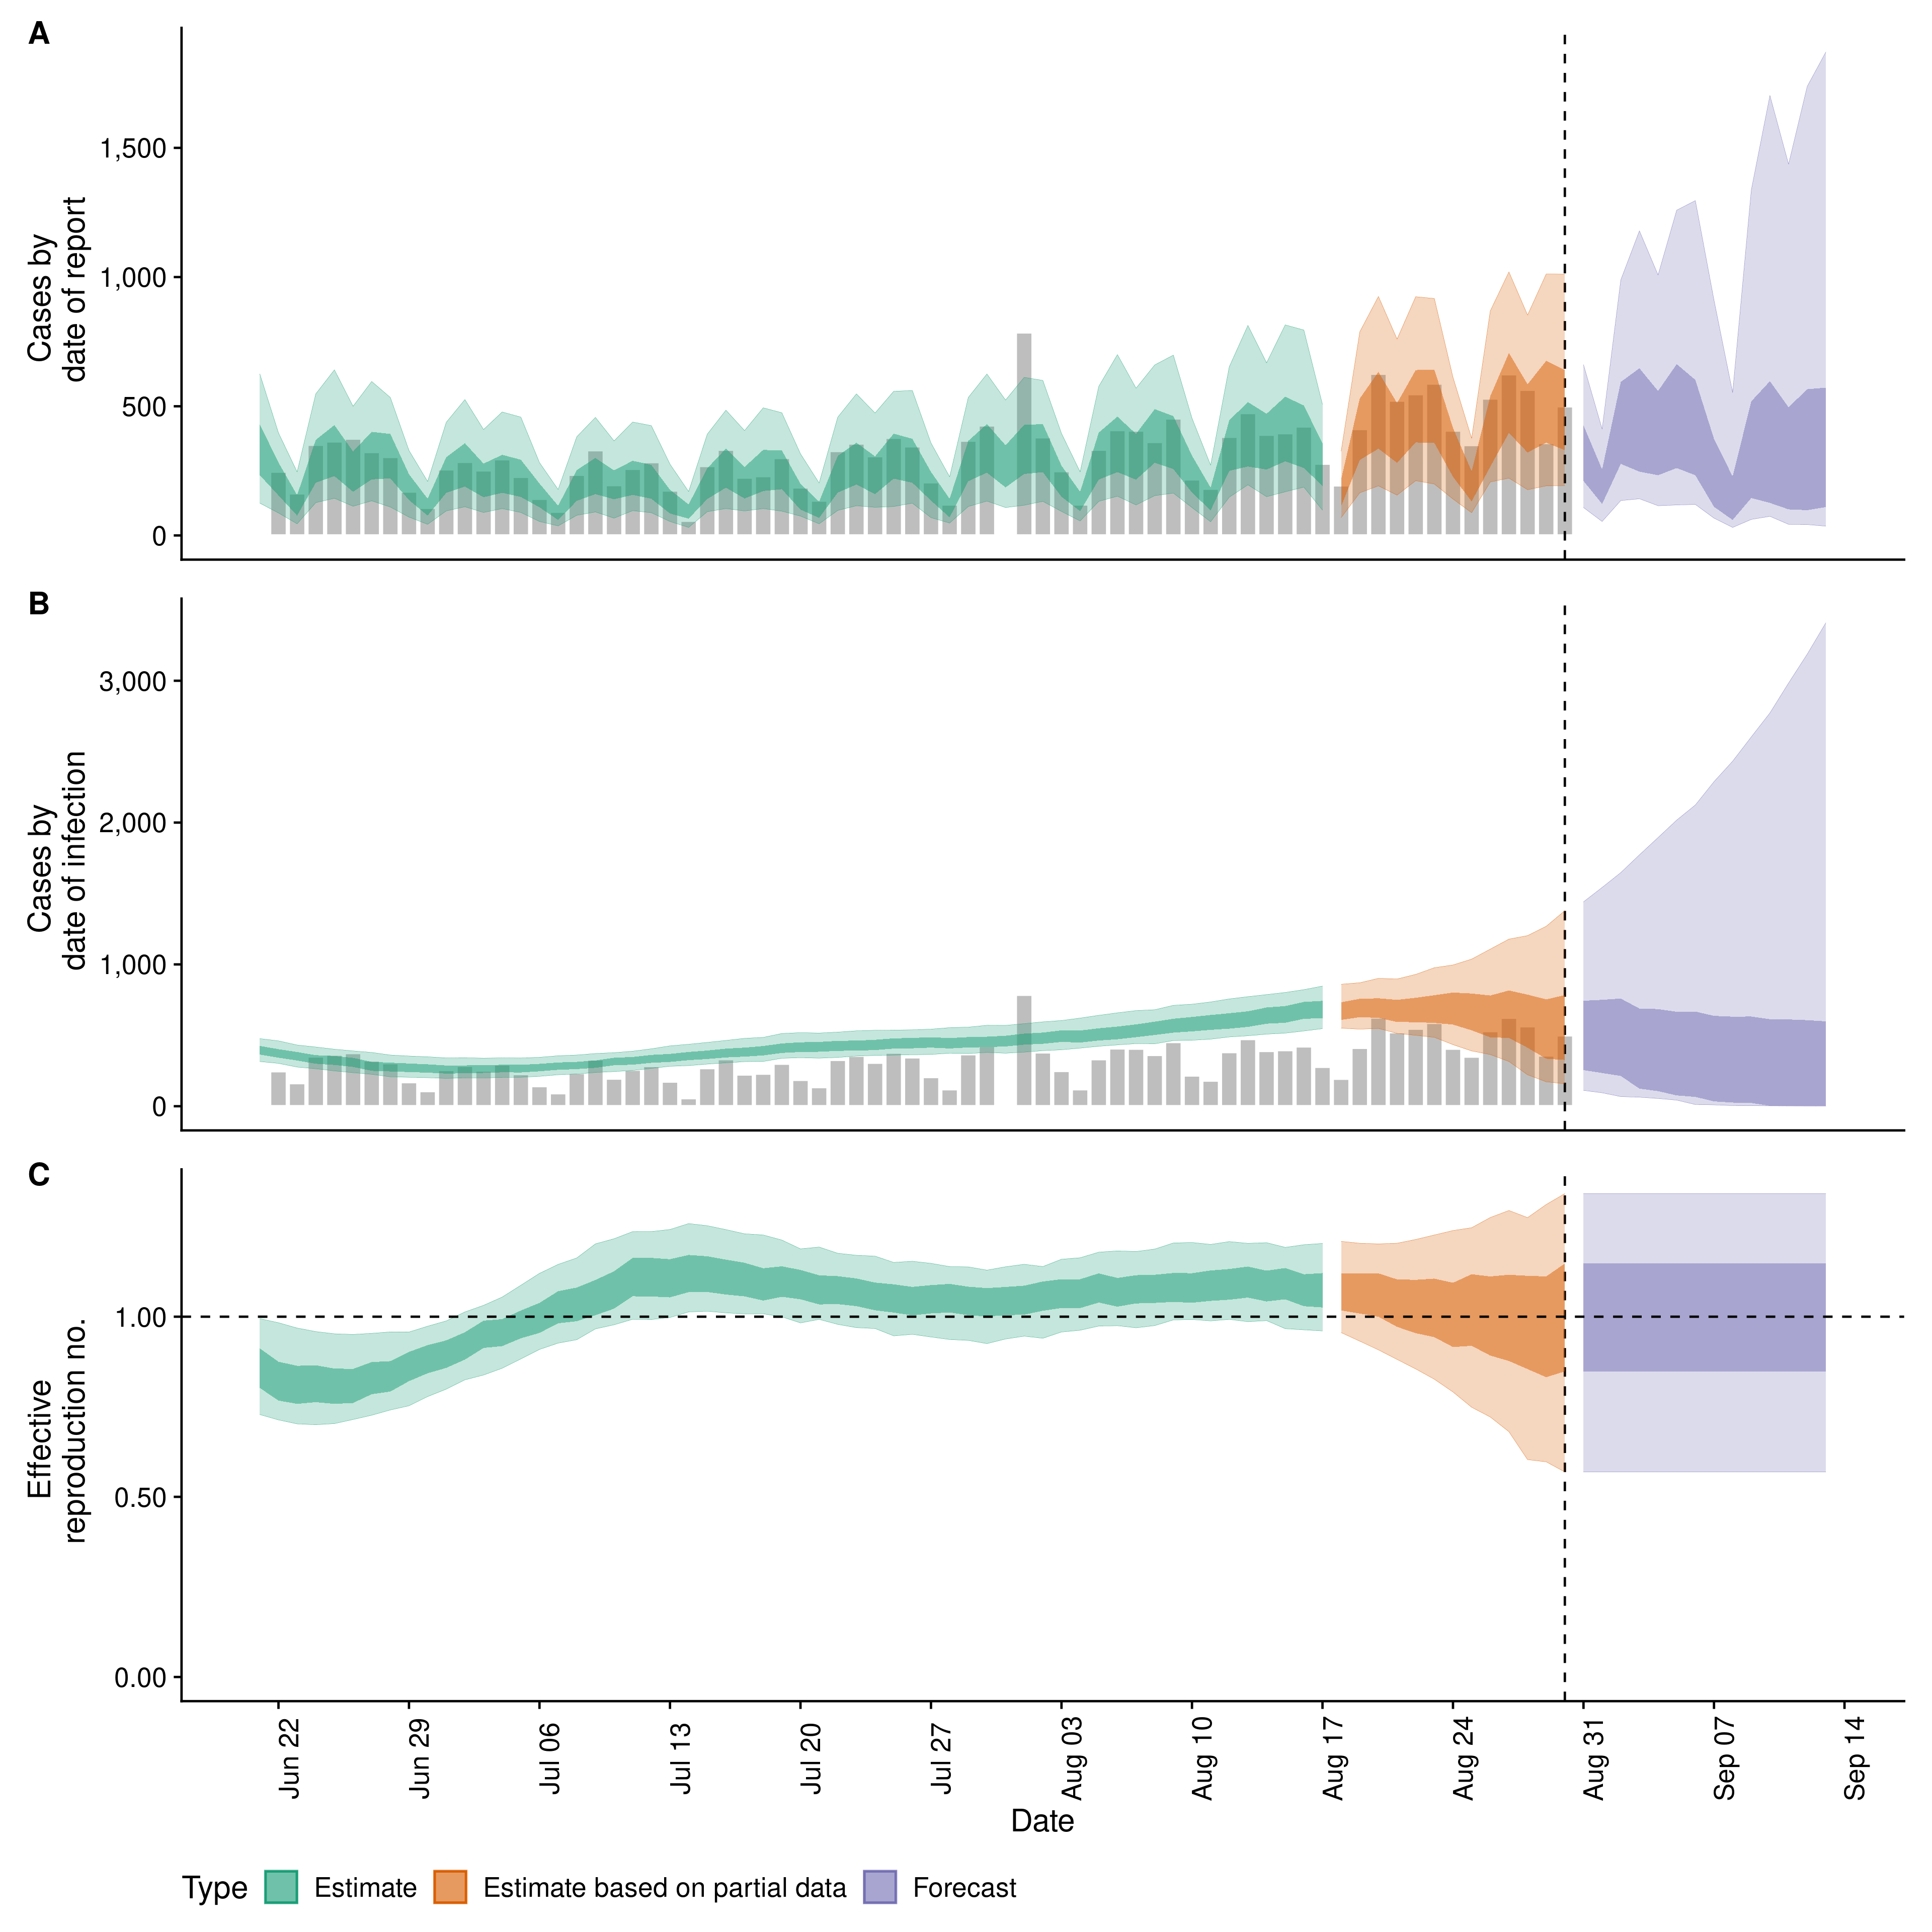 A
Cases by
date of report
1,500
1,000
500
0
B
Cases by
date of infection
3,000
2,000
1,000
0
C
Effective
reproduction no.
1.00
0.50
0.00
Jun 22
Jun 29
Jul 06
Jul 13
Jul 20
Jul 27
Aug 03
Aug 10
Aug 17
Aug 24
Aug 31
Sep 07
Sep 14
Date
Type Estimate Estimate based on partial data Forecast